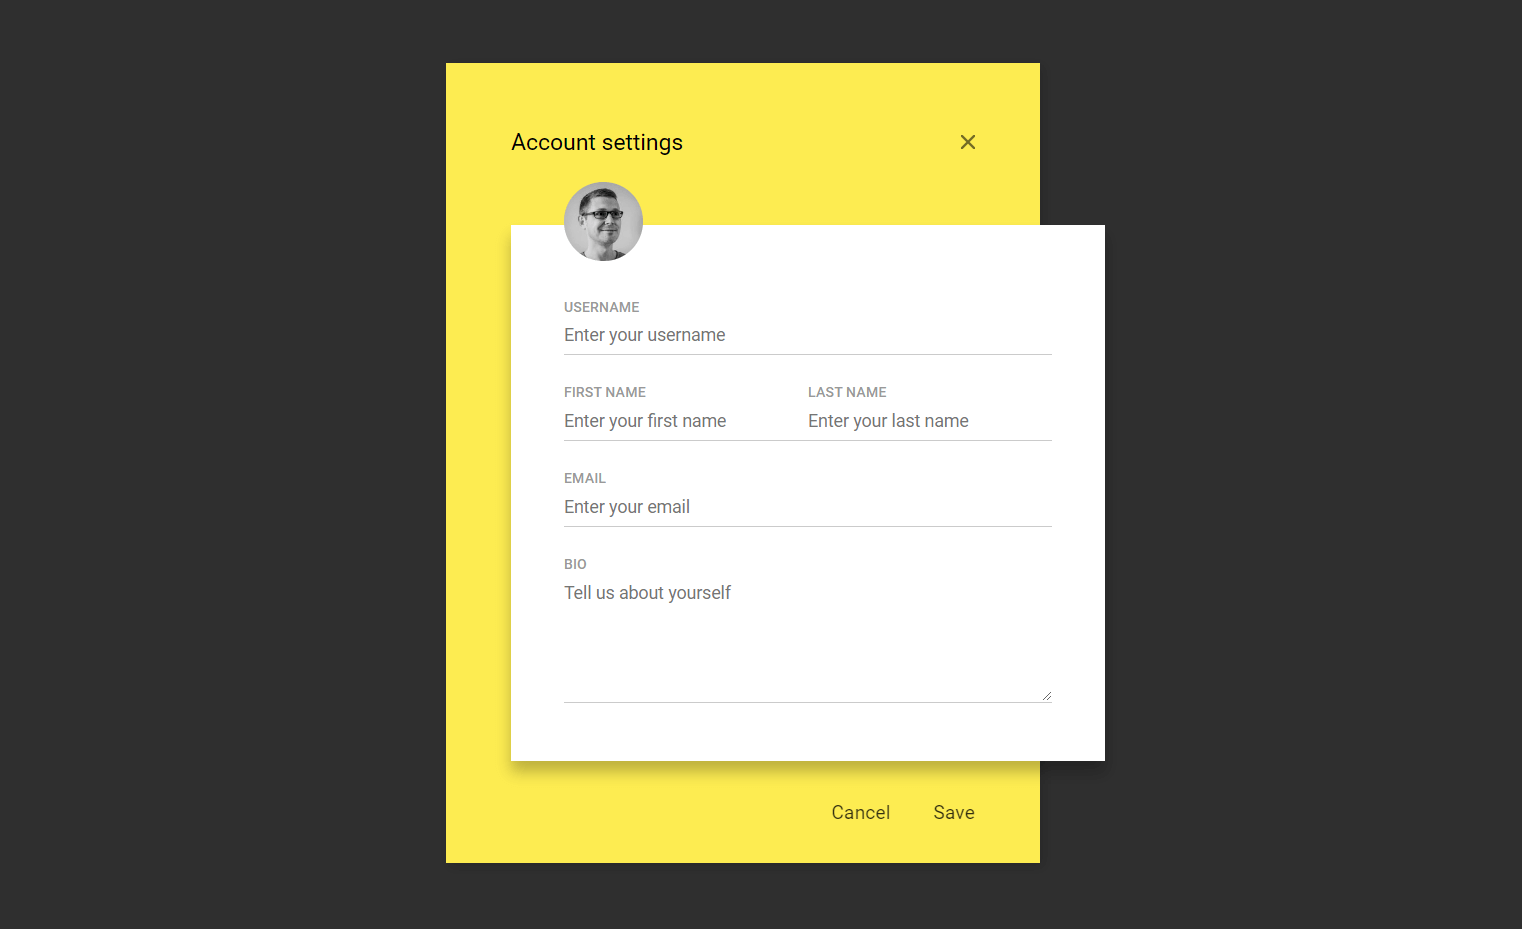 Account settings
USERNAME
Enter your username
FIRST NAME
LAST NAME
Enter your first name
Enter your last name
EMAIL
Enter your email
BIO
Tell us about yourself
Cancel
Save